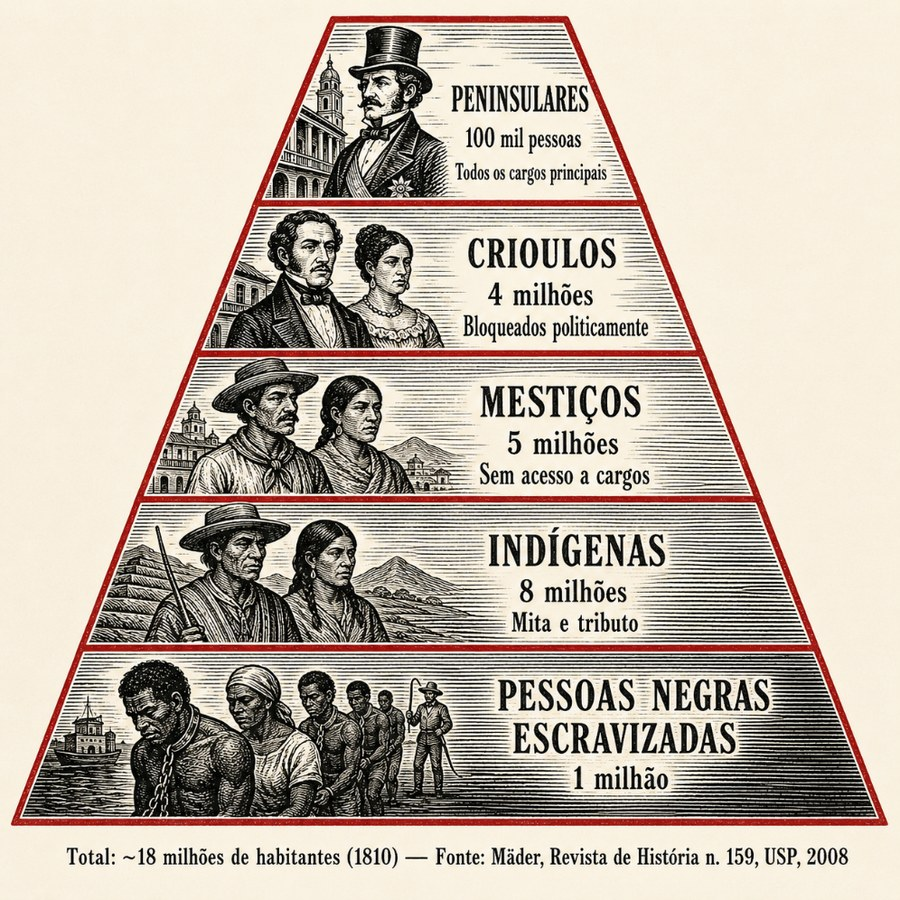 PENINSULARES
100 mil pessoas
Todos os cargos principais
CRIOULOS
4 milhões
Bloqueados politicamente
MESTIÇOS
5 milhões
Sem acesso a cargos
INDÍGENAS
8 milhões
Mita e tributo
PESSOAS NEGRAS
ESCRAVIZADAS
1 milhão
Total: ~18 milhões de habitantes (1810) — Fonte: Mäder, Revista de História n. 159, USP, 2008